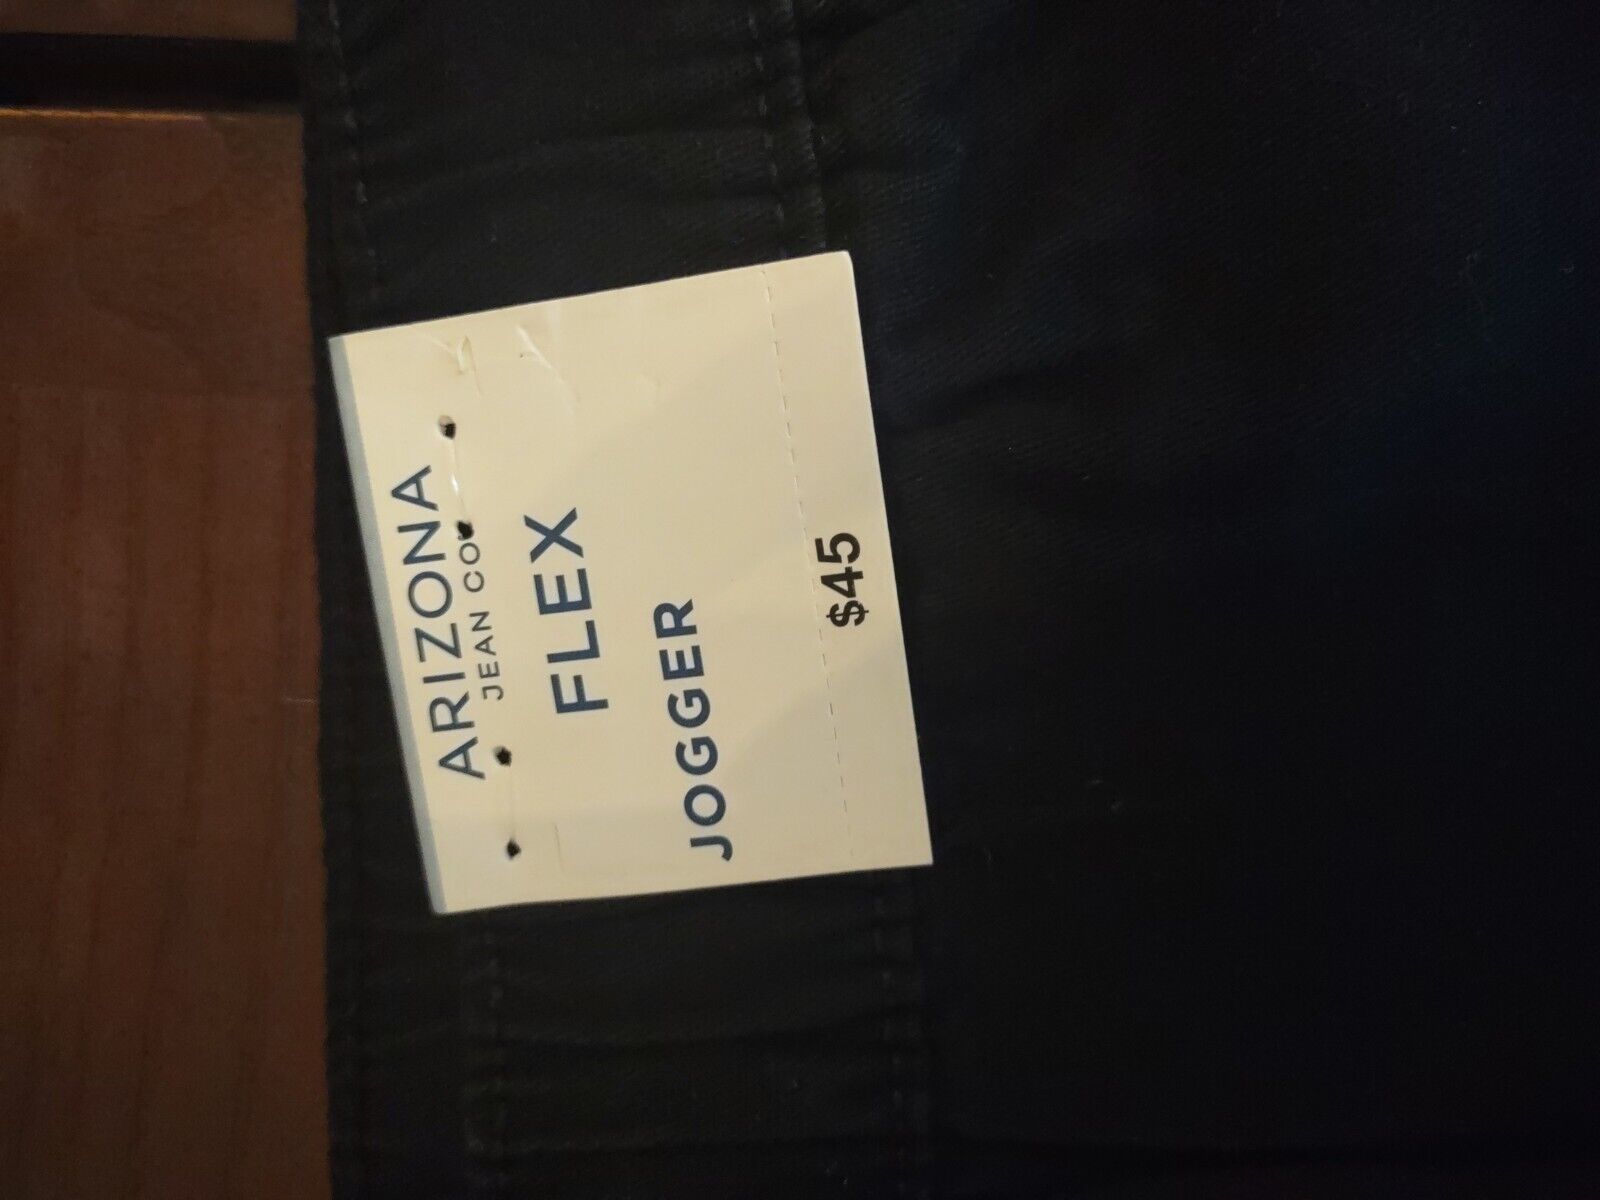 ARIZONA
JEAN CO.
FLEX
JOGGER
$45